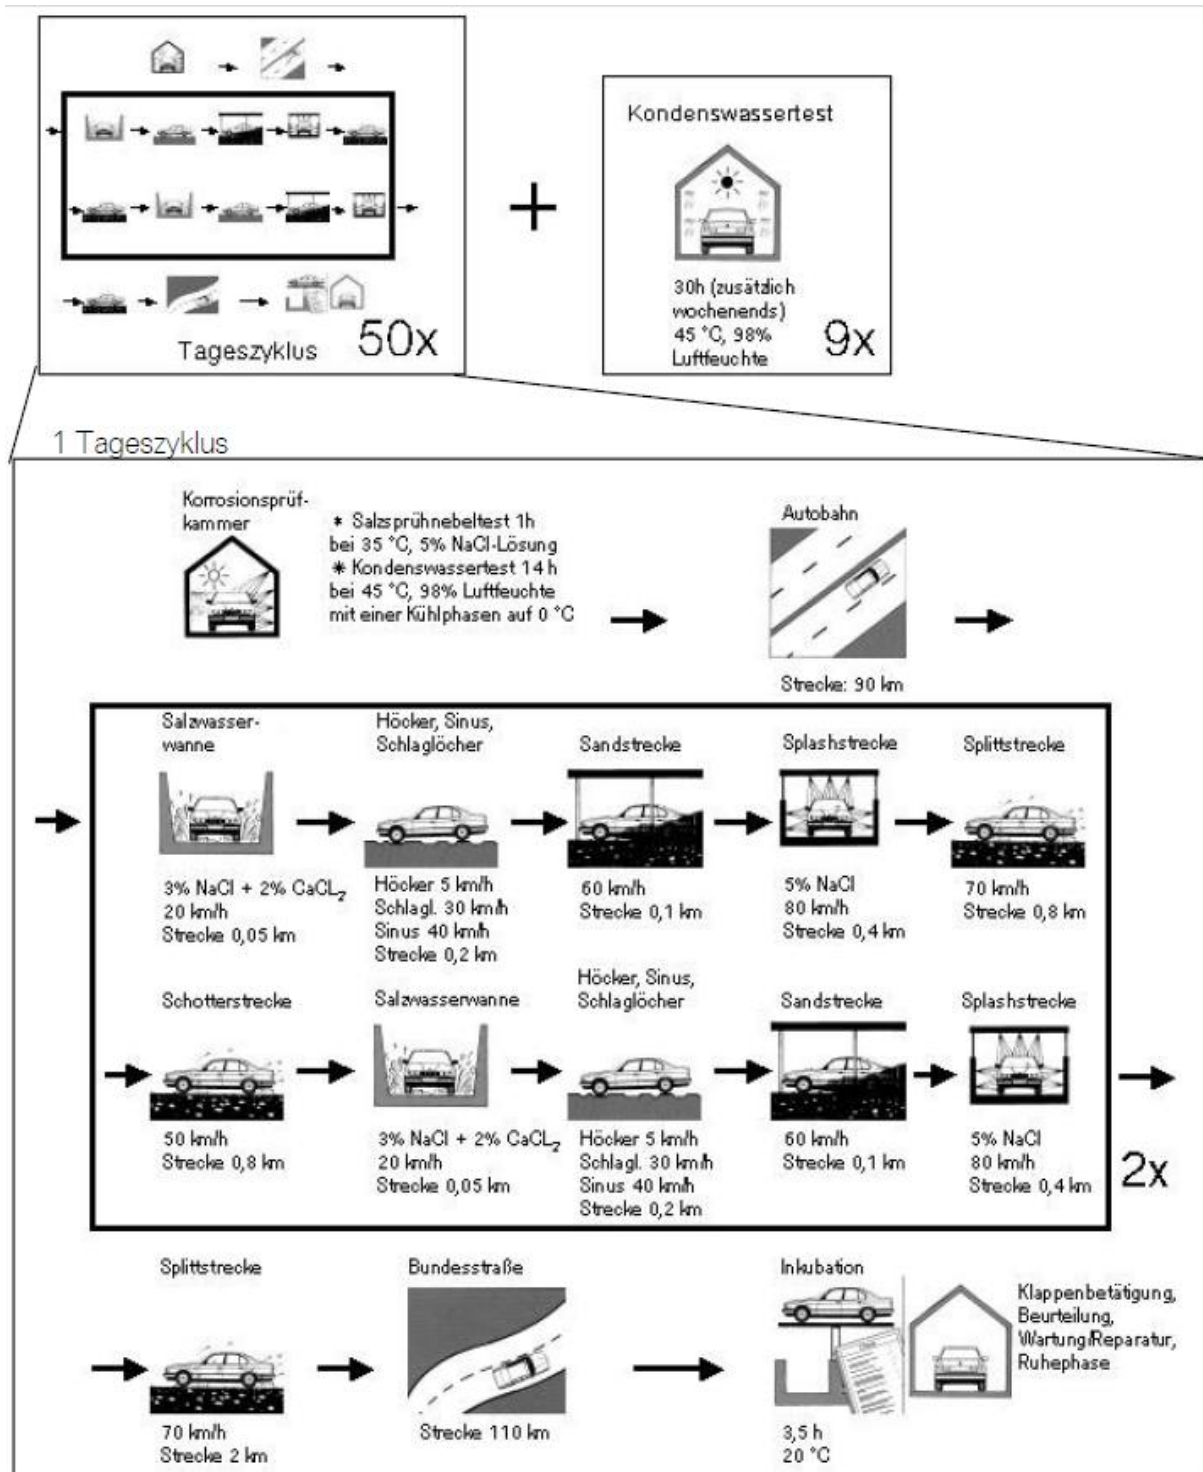 Tageszyklus
50x
Kondenswassertest
30h (zusätzlich
wochenends)
45 °C, 98%
Luftfeuchte
9x
1 Tageszyklus
Korrosionsprüf-
kammer
* Salzsprühnebeltest 1h
bei 35 °C, 5% NaCl-Lösung
* Kondenswassertest 14 h
bei 45 °C, 98% Luftfeuchte
mit einer Kühlphasen auf 0 °C
Autobahn
Strecke: 90 km
Salzwasser-
wanne
3% NaCl + 2% CaCL₂
20 km/h
Strecke 0,05 km
Höcker, Sinus,
Schlaglöcher
Höcker 5 km/h
Schlagl. 30 km/h
Sinus 40 km/h
Strecke 0,2 km
Sandstrecke
60 km/h
Strecke 0,1 km
Splashstrecke
5% NaCl
80 km/h
Strecke 0,4 km
Splittstrecke
70 km/h
Strecke 0,8 km
Schotterstrecke
50 km/h
Strecke 0,8 km
Salzwasserwanne
3% NaCl + 2% CaCL₂
20 km/h
Strecke 0,05 km
Höcker, Sinus,
Schlaglöcher
Höcker 5 km/h
Schlagl. 30 km/h
Sinus 40 km/h
Strecke 0,2 km
Sandstrecke
60 km/h
Strecke 0,1 km
Splashstrecke
5% NaCl
80 km/h
Strecke 0,4 km
2x
Splittstrecke
70 km/h
Strecke 2 km
Bundesstraße
Strecke 110 km
Inkubation
3,5 h
20 °C
Klappenbetätigung,
Beurteilung,
Wartung/Reparatur,
Ruhephase